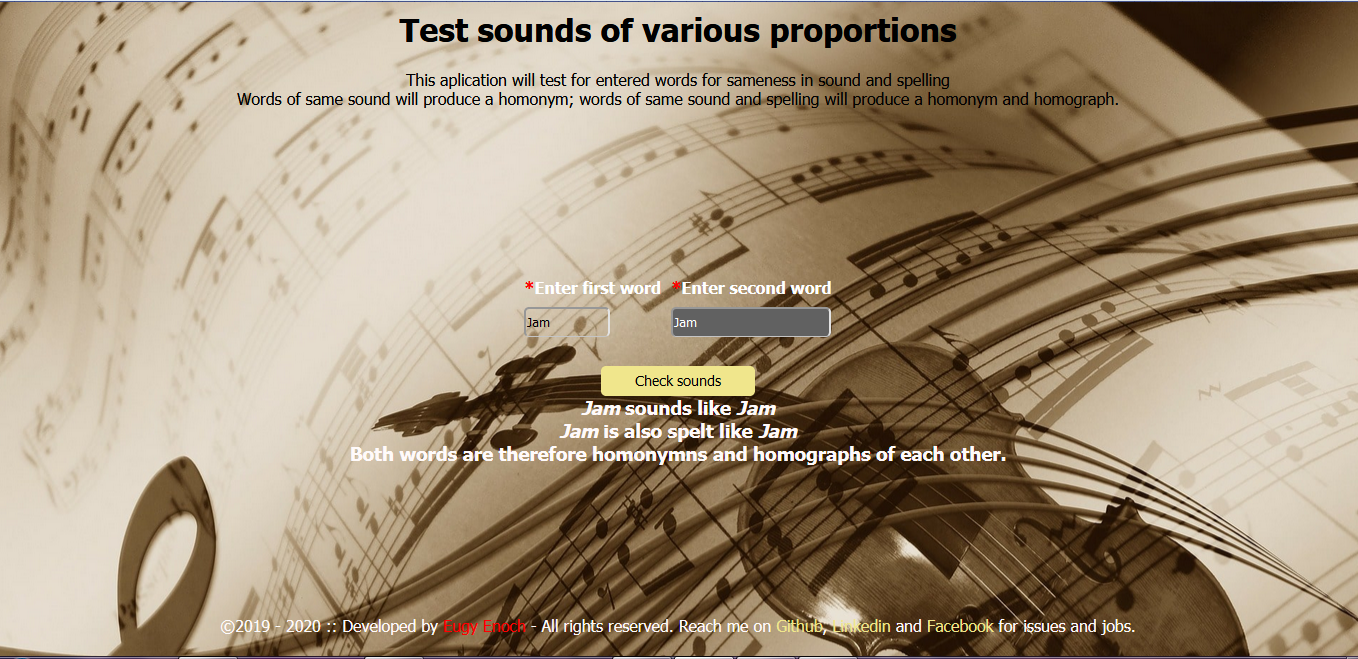 Test sounds of various proportions
This aplication will test for entered words for sameness in sound and spelling
Words of same sound will produce a homonym; words of same sound and spelling will produce a homonym and homograph.
*Enter first word *Enter second word
Jam Jam
Check sounds
Jam sounds like Jam
Jam is also spelt like Jam
Both words are therefore homonymns and homographs of each other.
©2019 - 2020 :: Developed by Eugy Enoch - All rights reserved. Reach me on Github, Linkedin and Facebook for issues and jobs.